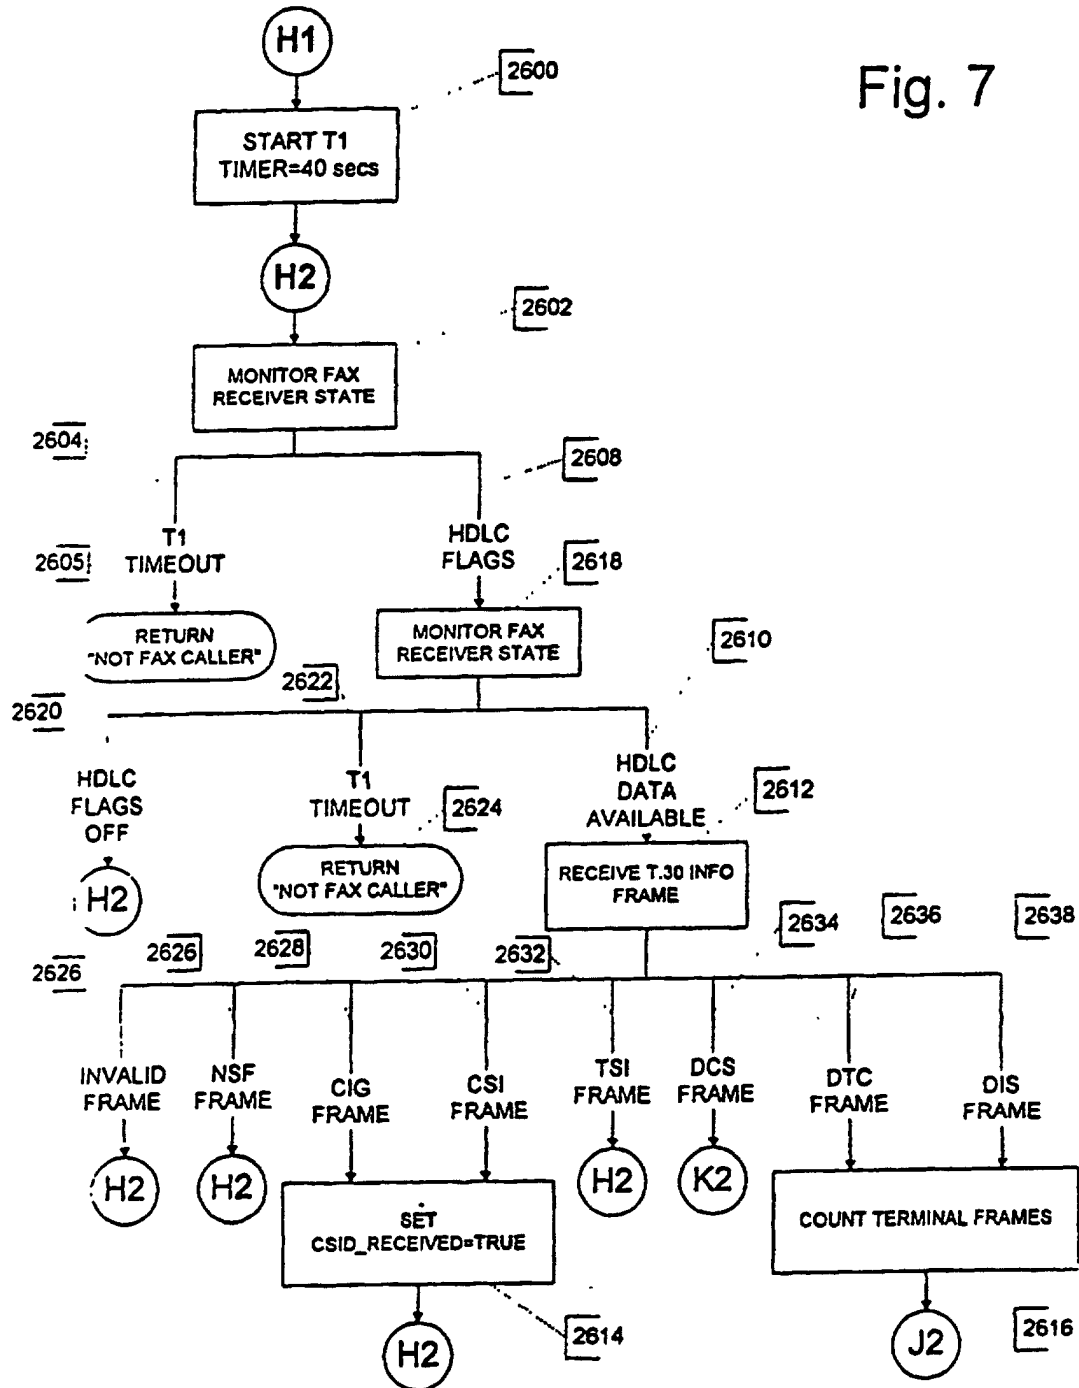 H1
2600
Fig. 7
START T1
TIMER=40 secs
H2
2602
MONITOR FAX
RECEIVER STATE
2604
2608
T1
TIMEOUT
HDLC
FLAGS
2605
2618
RETURN
"NOT FAX CALLER"
MONITOR FAX
RECEIVER STATE
2610
2622
2620
HDLC
FLAGS
OFF
T1
TIMEOUT
2624
HDLC
DATA
AVAILABLE
2612
H2
RETURN
"NOT FAX CALLER"
RECEIVE T.30 INFO
FRAME
2626
2626
2628
2630
2632
2634
2636
2638
INVALID
FRAME
NSF
FRAME
CIG
FRAME
CSI
FRAME
TSI
FRAME
DCS
FRAME
DTC
FRAME
DIS
FRAME
H2
H2
H2
K2
SET
CSID_RECEIVED=TRUE
COUNT TERMINAL FRAMES
2614
2616
H2
J2